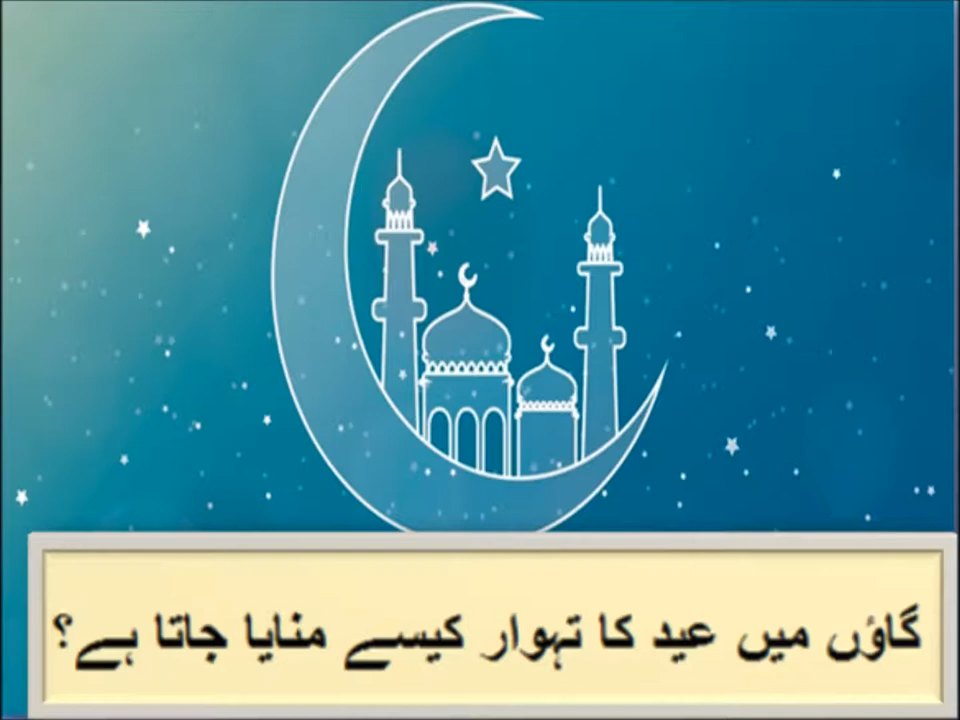 گاؤں میں عید کا تہوار کیسے منایا جاتا ہے؟